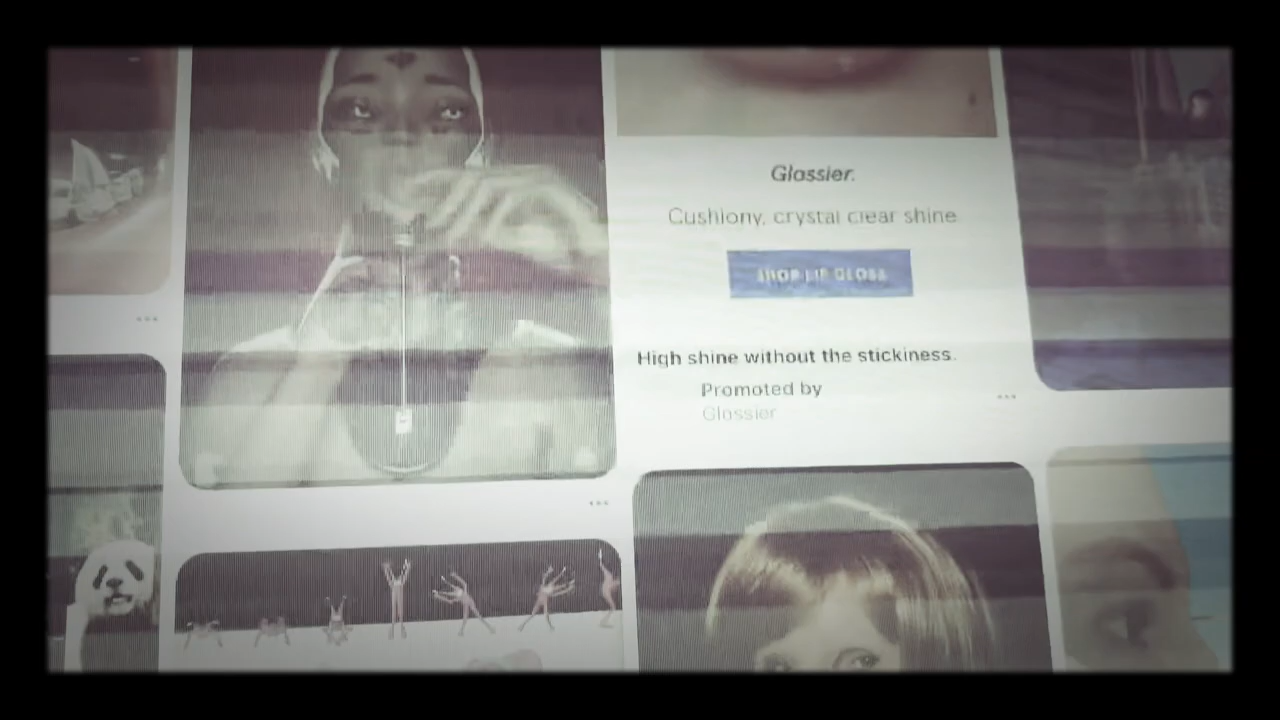 Glossier.
Cushiony, crystal clear shine
SHOP LIP GLOSS
High shine without the stickiness.
Promoted by
Glossier